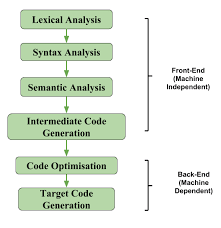 Lexical Analysis
Syntax Analysis
Semantic Analysis
Intermediate Code
Generation
Front-End
(Machine
Independent)
Code Optimisation
Target Code
Generation
Back-End
(Machine
Dependent)